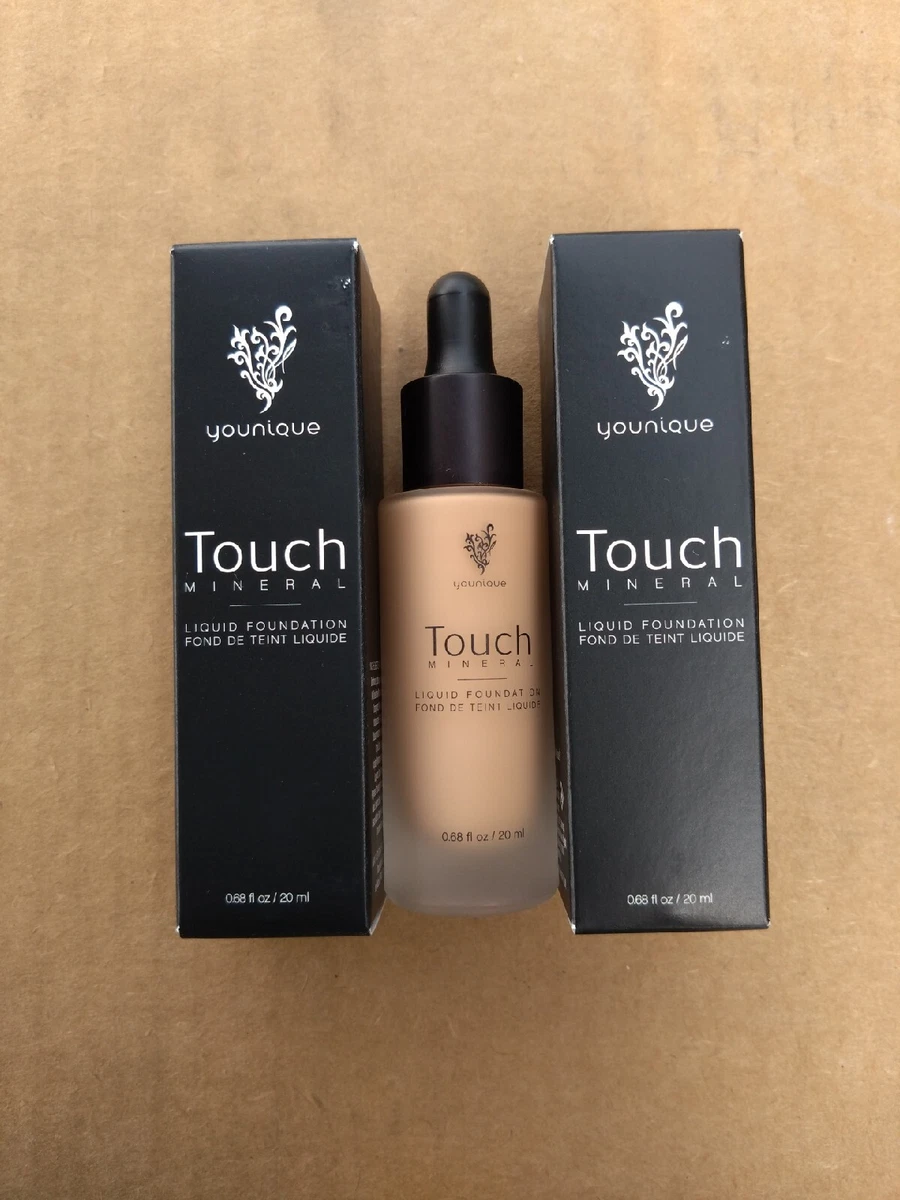 younique
Touch
MINERAL
LIQUID FOUNDATION
FOND DE TEINT LIQUIDE
0.68 fl oz / 20 ml
younique
Touch
MINERAL
LIQUID FOUNDATION
FOND DE TEINT LIQUIDE
0.68 fl oz / 20 ml
younique
Touch
MINERAL
LIQUID FOUNDATION
FOND DE TEINT LIQUIDE
0.68 fl oz / 20 ml